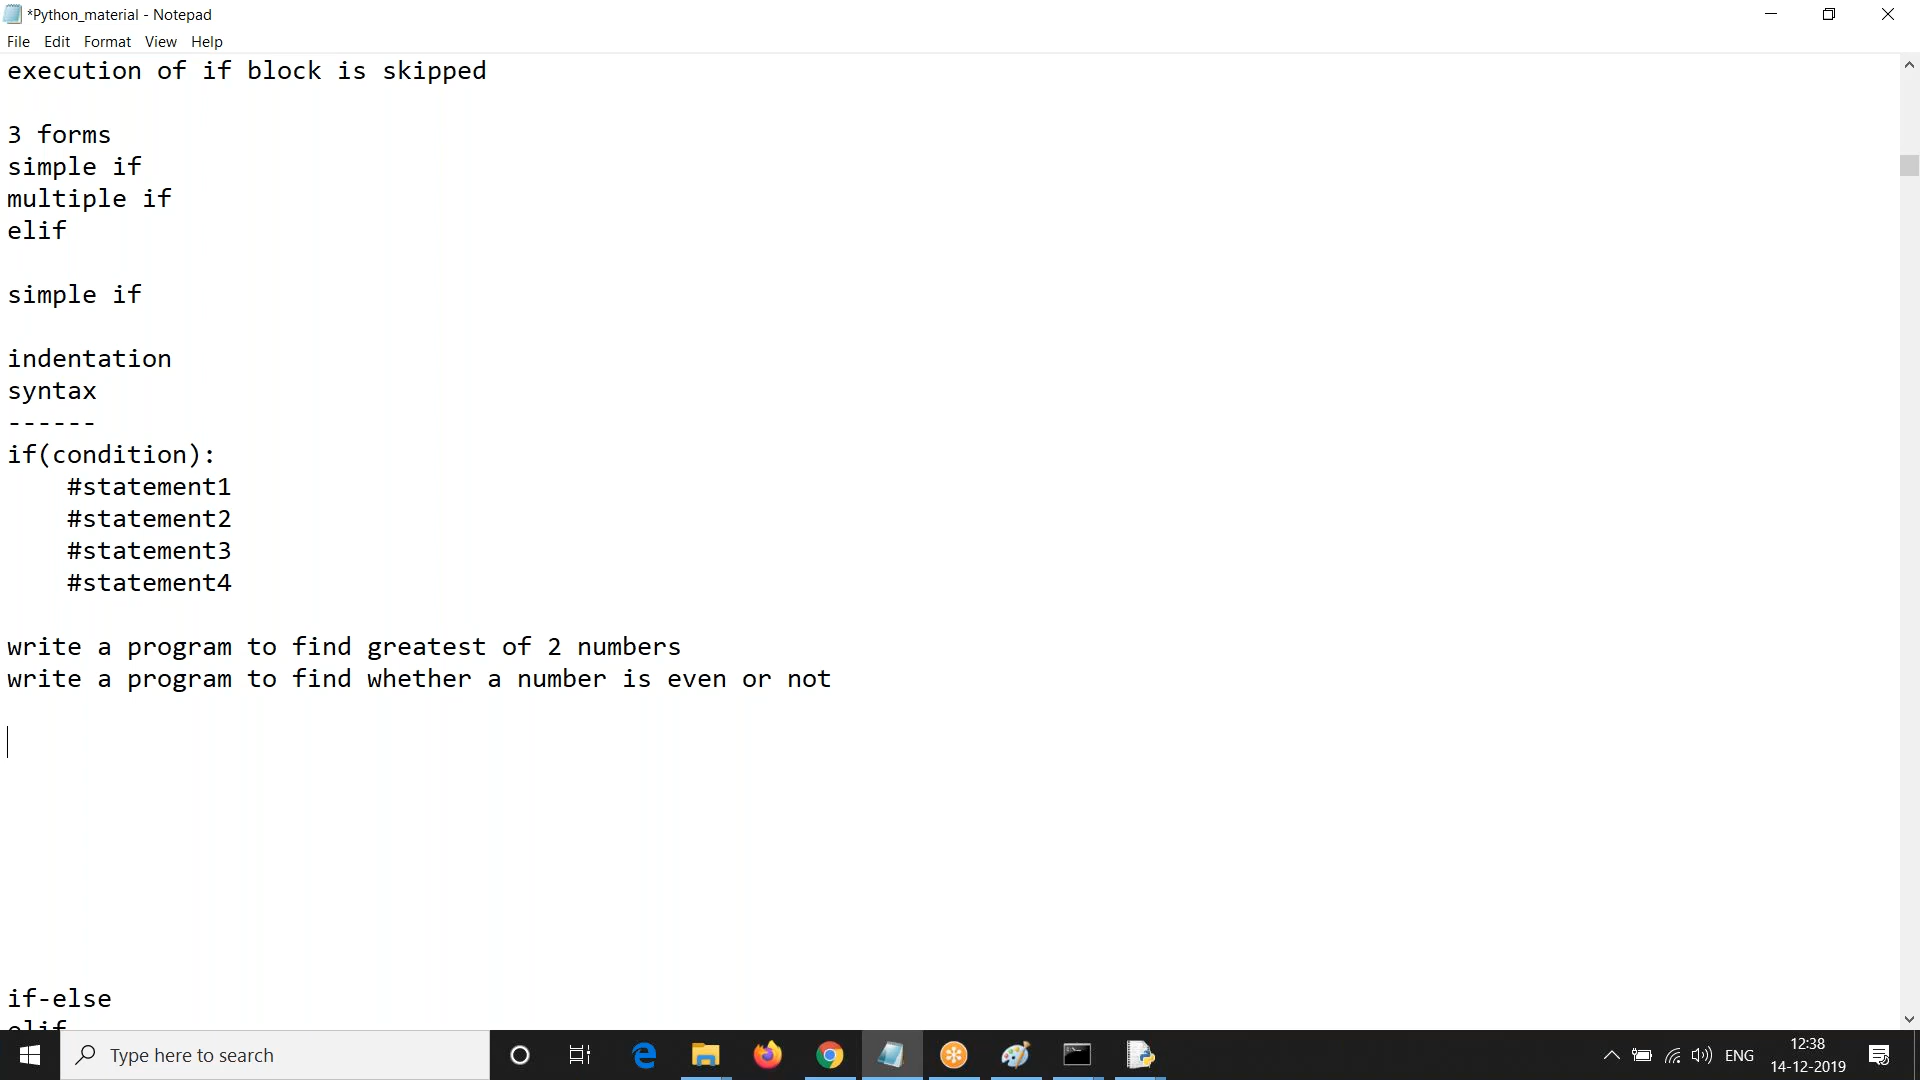 *Python_material - Notepad
File Edit Format View Help
execution of if block is skipped
3 forms
simple if
multiple if
elif
simple if
indentation
syntax
------
if(condition):
#statement1
#statement2
#statement3
#statement4
write a program to find greatest of 2 numbers
write a program to find whether a number is even or not
if-else
elif
Type here to search
ENG
12:38
14-12-2019